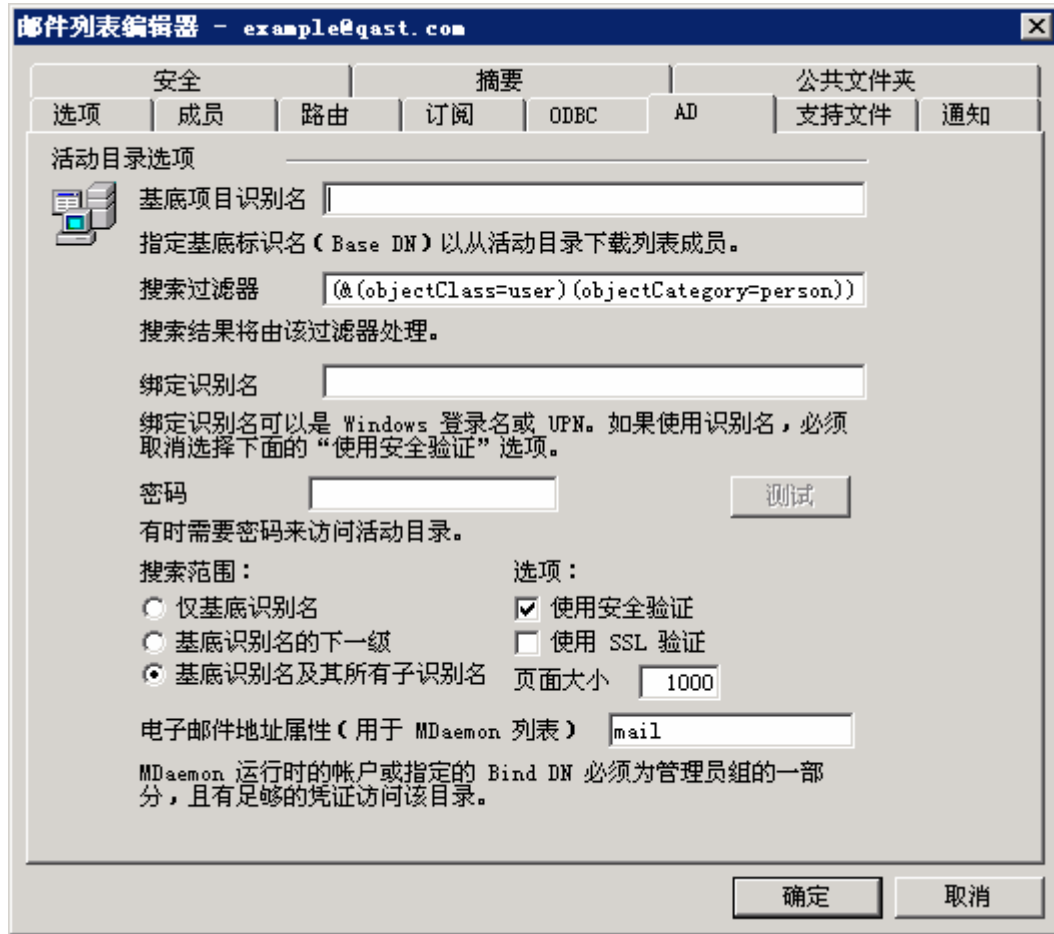 邮件列表编辑器 - example@qast.com
安全 摘要 公共文件夹
选项 成员 路由 订阅 ODBC AD 支持文件 通知
活动目录选项
基底项目识别名
指定基底标识名(Base DN)以从活动目录下载列表成员。
搜索过滤器 (&(objectClass=user)(objectCategory=person))
搜索结果将由该过滤器处理。
绑定识别名
绑定识别名可以是 Windows 登录名或 UPN。如果使用识别名,必须
取消选择下面的“使用安全验证”选项。
密码 测试
有时需要密码来访问活动目录。
搜索范围: 选项:
仅基底识别名 使用安全验证
基底识别名的下一级 使用 SSL 验证
基底识别名及其所有子识别名 页面大小 1000
电子邮件地址属性(用于 MDaemon 列表) mail
MDaemon 运行时的帐户或指定的 Bind DN 必须为管理员组的一部
分,且有足够的凭证访问该目录。
确定 取消